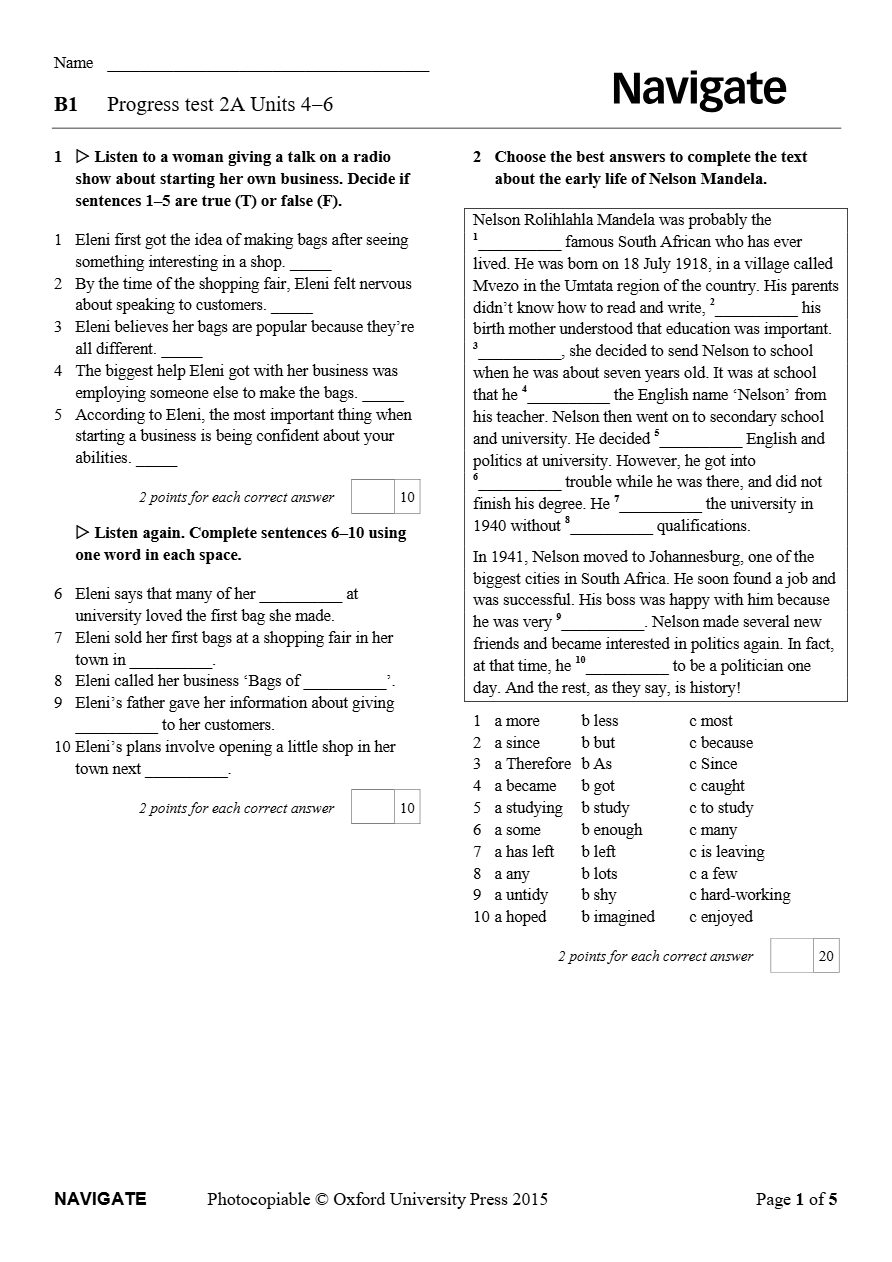 Name ______________________________________
Navigate
B1 Progress test 2A Units 4–6
1 ▷ Listen to a woman giving a talk on a radio
show about starting her own business. Decide if
sentences 1–5 are true (T) or false (F).
1 Eleni first got the idea of making bags after seeing
something interesting in a shop. _____
2 By the time of the shopping fair, Eleni felt nervous
about speaking to customers. _____
3 Eleni believes her bags are popular because they’re
all different. _____
4 The biggest help Eleni got with her business was
employing someone else to make the bags. _____
5 According to Eleni, the most important thing when
starting a business is being confident about your
abilities. _____
2 points for each correct answer 10
▷ Listen again. Complete sentences 6–10 using
one word in each space.
6 Eleni says that many of her __________ at
university loved the first bag she made.
7 Eleni sold her first bags at a shopping fair in her
town in __________.
8 Eleni called her business ‘Bags of __________’.
9 Eleni’s father gave her information about giving
__________ to her customers.
10 Eleni’s plans involve opening a little shop in her
town next __________.
2 points for each correct answer 10
2 Choose the best answers to complete the text
about the early life of Nelson Mandela.
Nelson Rolihlahla Mandela was probably the
1__________ famous South African who has ever
lived. He was born on 18 July 1918, in a village called
Mvezo in the Umtata region of the country. His parents
didn’t know how to read and write, 2__________ his
birth mother understood that education was important.
3__________, she decided to send Nelson to school
when he was about seven years old. It was at school
that he 4__________ the English name ‘Nelson’ from
his teacher. Nelson then went on to secondary school
and university. He decided 5__________ English and
politics at university. However, he got into
6__________ trouble while he was there, and did not
finish his degree. He 7__________ the university in
1940 without 8__________ qualifications.
In 1941, Nelson moved to Johannesburg, one of the
biggest cities in South Africa. He soon found a job and
was successful. His boss was happy with him because
he was very 9__________. Nelson made several new
friends and became interested in politics again. In fact,
at that time, he 10__________ to be a politician one
day. And the rest, as they say, is history!
1 a more b less c most
2 a since b but c because
3 a Therefore b As c Since
4 a became b got c caught
5 a studying b study c to study
6 a some b enough c many
7 a has left b left c is leaving
8 a any b lots c a few
9 a untidy b shy c hard-working
10 a hoped b imagined c enjoyed
2 points for each correct answer 20
NAVIGATE Photocopiable © Oxford University Press 2015 Page 1 of 5